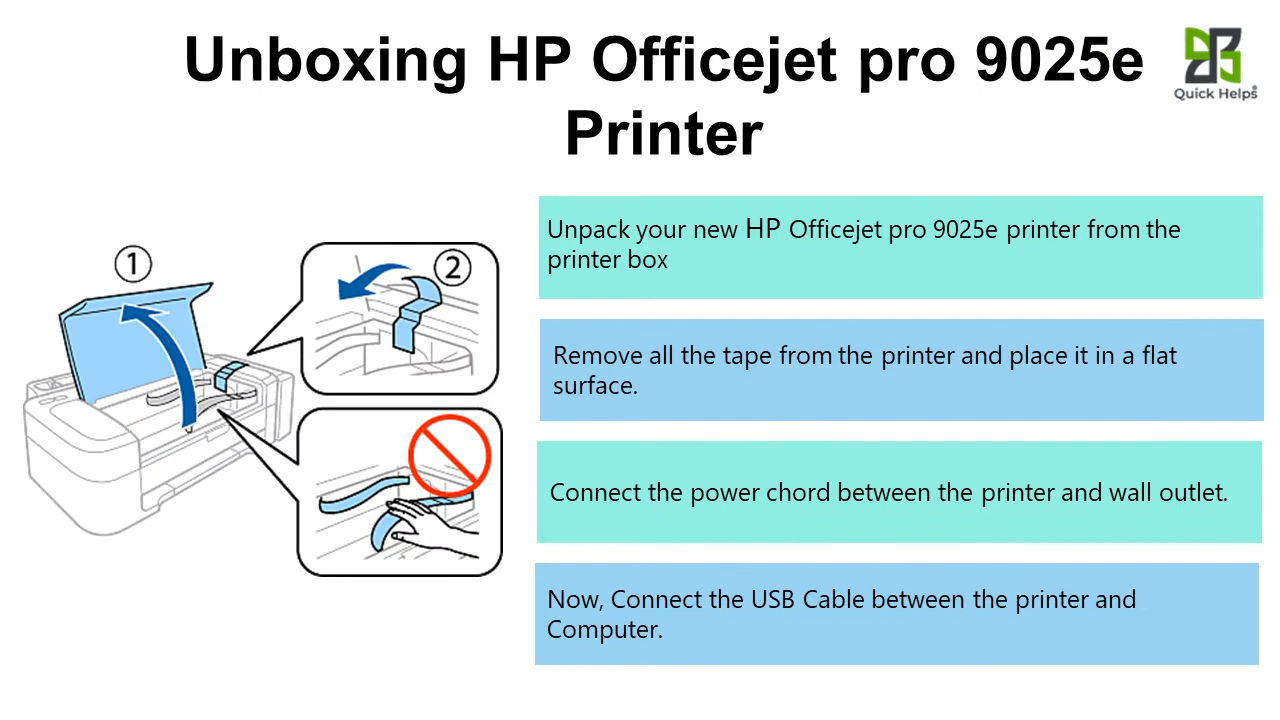 Unboxing HP Officejet pro 9025e
Printer
Quick Helps®
1
2
Unpack your new HP Officejet pro 9025e printer from the
printer box
Remove all the tape from the printer and place it in a flat
surface.
Connect the power chord between the printer and wall outlet.
Now, Connect the USB Cable between the printer and
Computer.